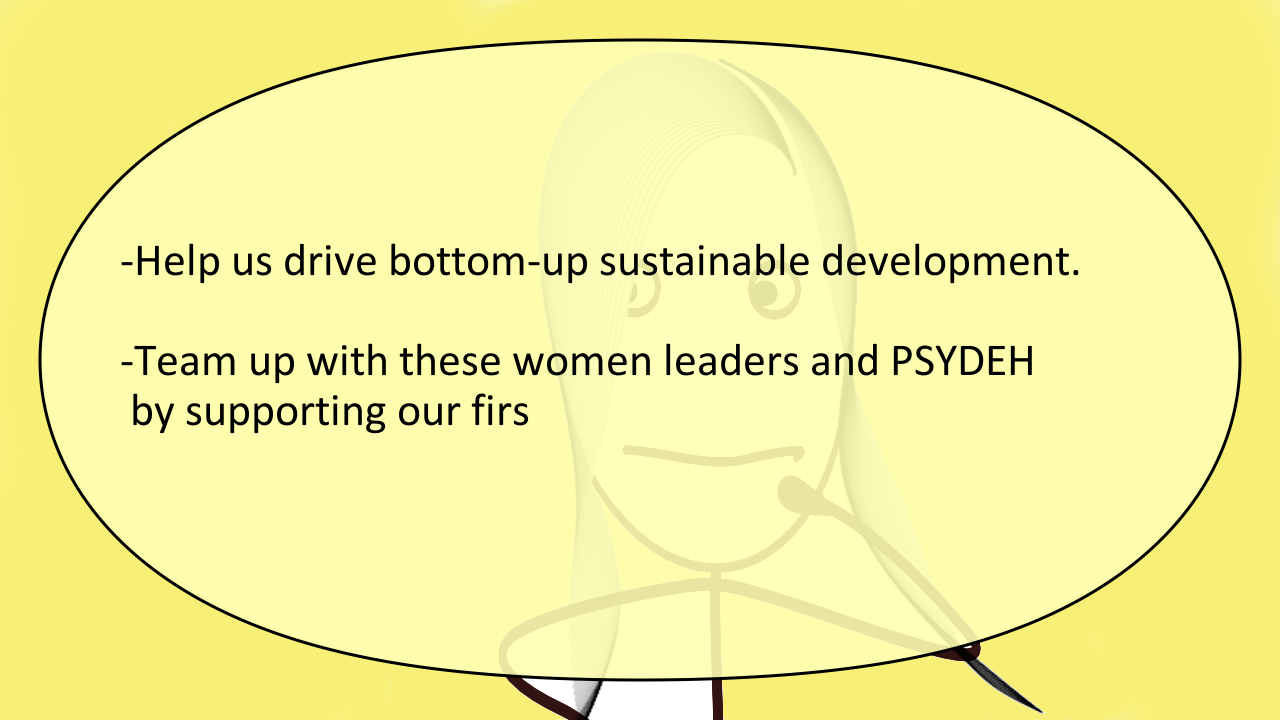 -Help us drive bottom-up sustainable development.
-Team up with these women leaders and PSYDEH
by supporting our firs